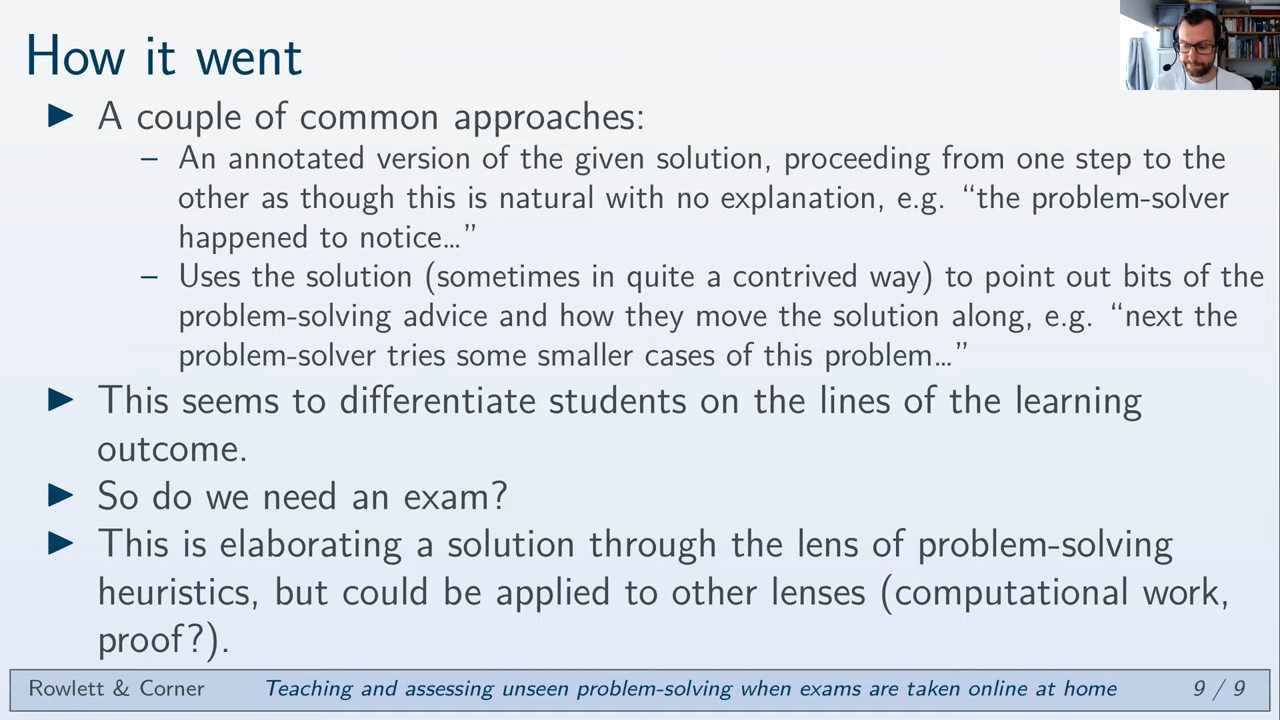 How it went
▶ A couple of common approaches:
– An annotated version of the given solution, proceeding from one step to the
other as though this is natural with no explanation, e.g. “the problem-solver
happened to notice…”
– Uses the solution (sometimes in quite a contrived way) to point out bits of the
problem-solving advice and how they move the solution along, e.g. “next the
problem-solver tries some smaller cases of this problem…”
▶ This seems to differentiate students on the lines of the learning
outcome.
▶ So do we need an exam?
▶ This is elaborating a solution through the lens of problem-solving
heuristics, but could be applied to other lenses (computational work,
proof?).
Rowlett & Corner Teaching and assessing unseen problem-solving when exams are taken online at home 9 / 9